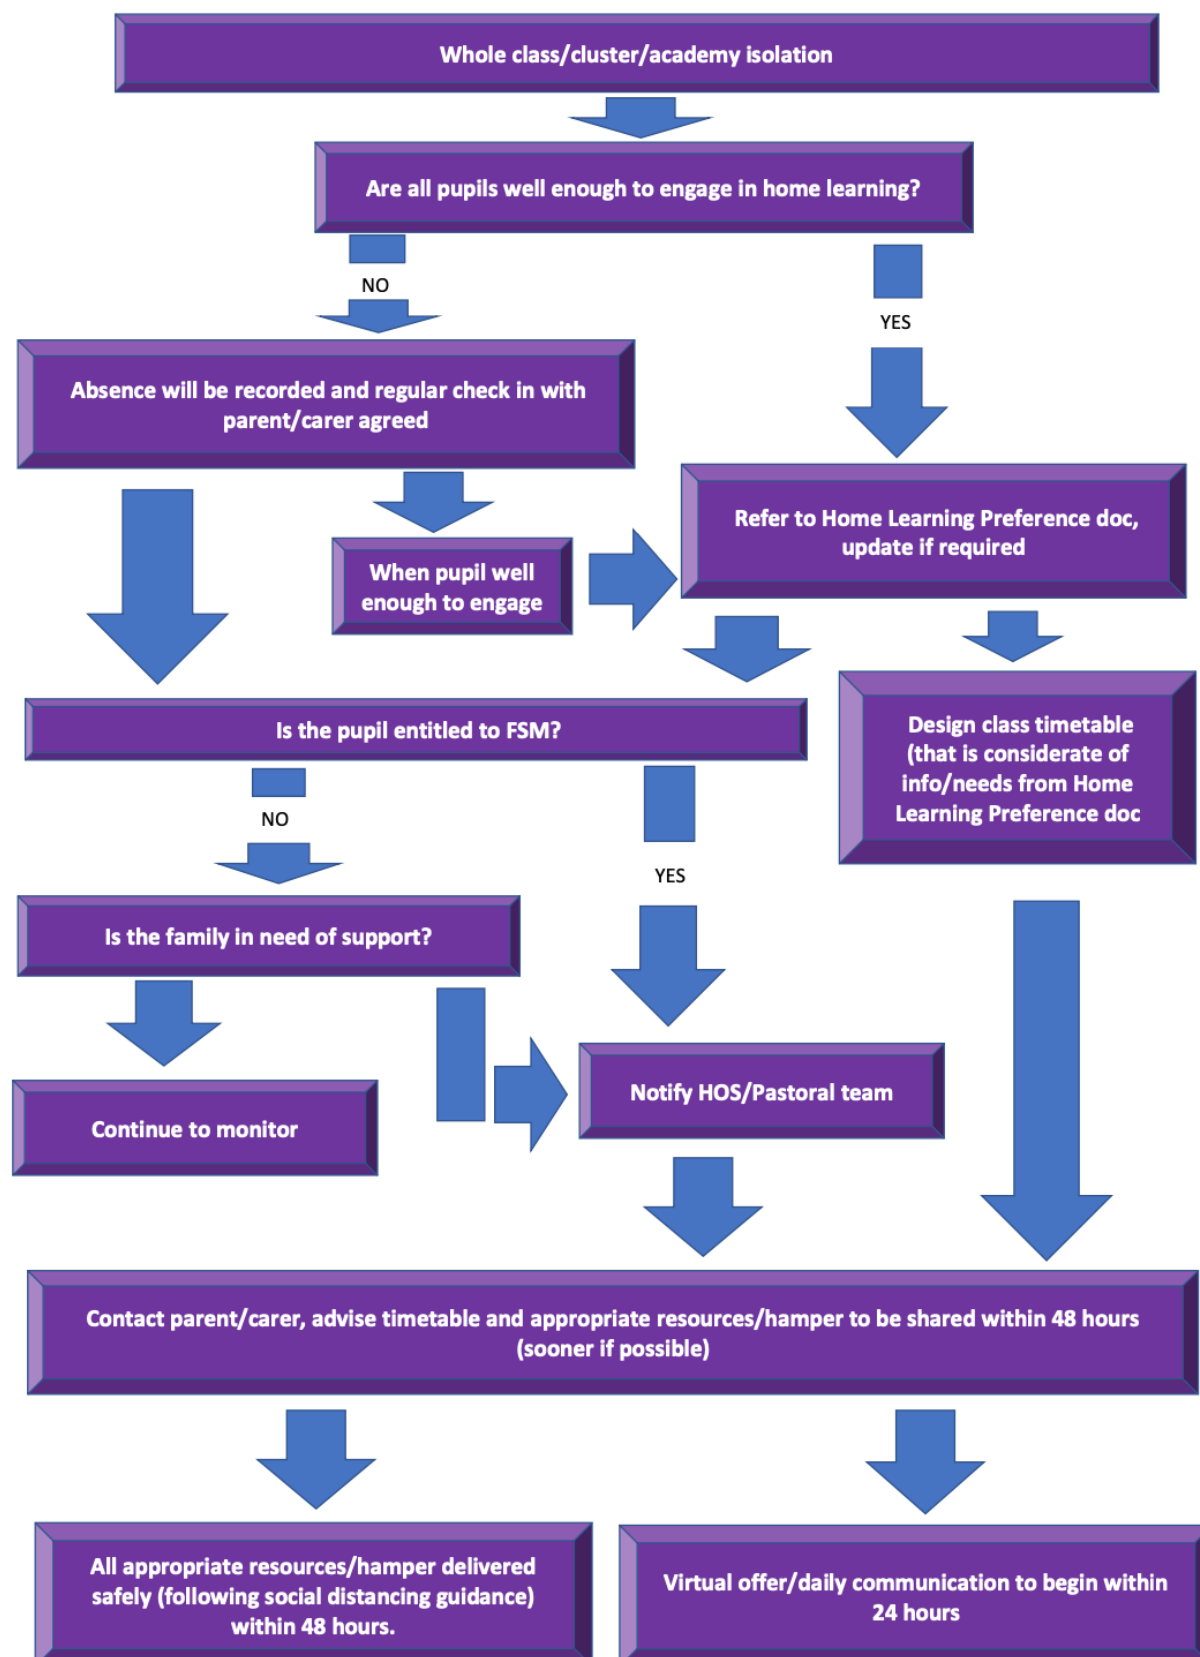 Whole class/cluster/academy isolation
Are all pupils well enough to engage in home learning?
NO
YES
Absence will be recorded and regular check in with
parent/carer agreed
Refer to Home Learning Preference doc,
update if required
When pupil well
enough to engage
Is the pupil entitled to FSM?
Design class timetable
(that is considerate of
info/needs from Home
Learning Preference doc
NO
YES
Is the family in need of support?
Notify HOS/Pastoral team
Continue to monitor
Contact parent/carer, advise timetable and appropriate resources/hamper to be shared within 48 hours
(sooner if possible)
All appropriate resources/hamper delivered
safely (following social distancing guidance)
within 48 hours.
Virtual offer/daily communication to begin within
24 hours